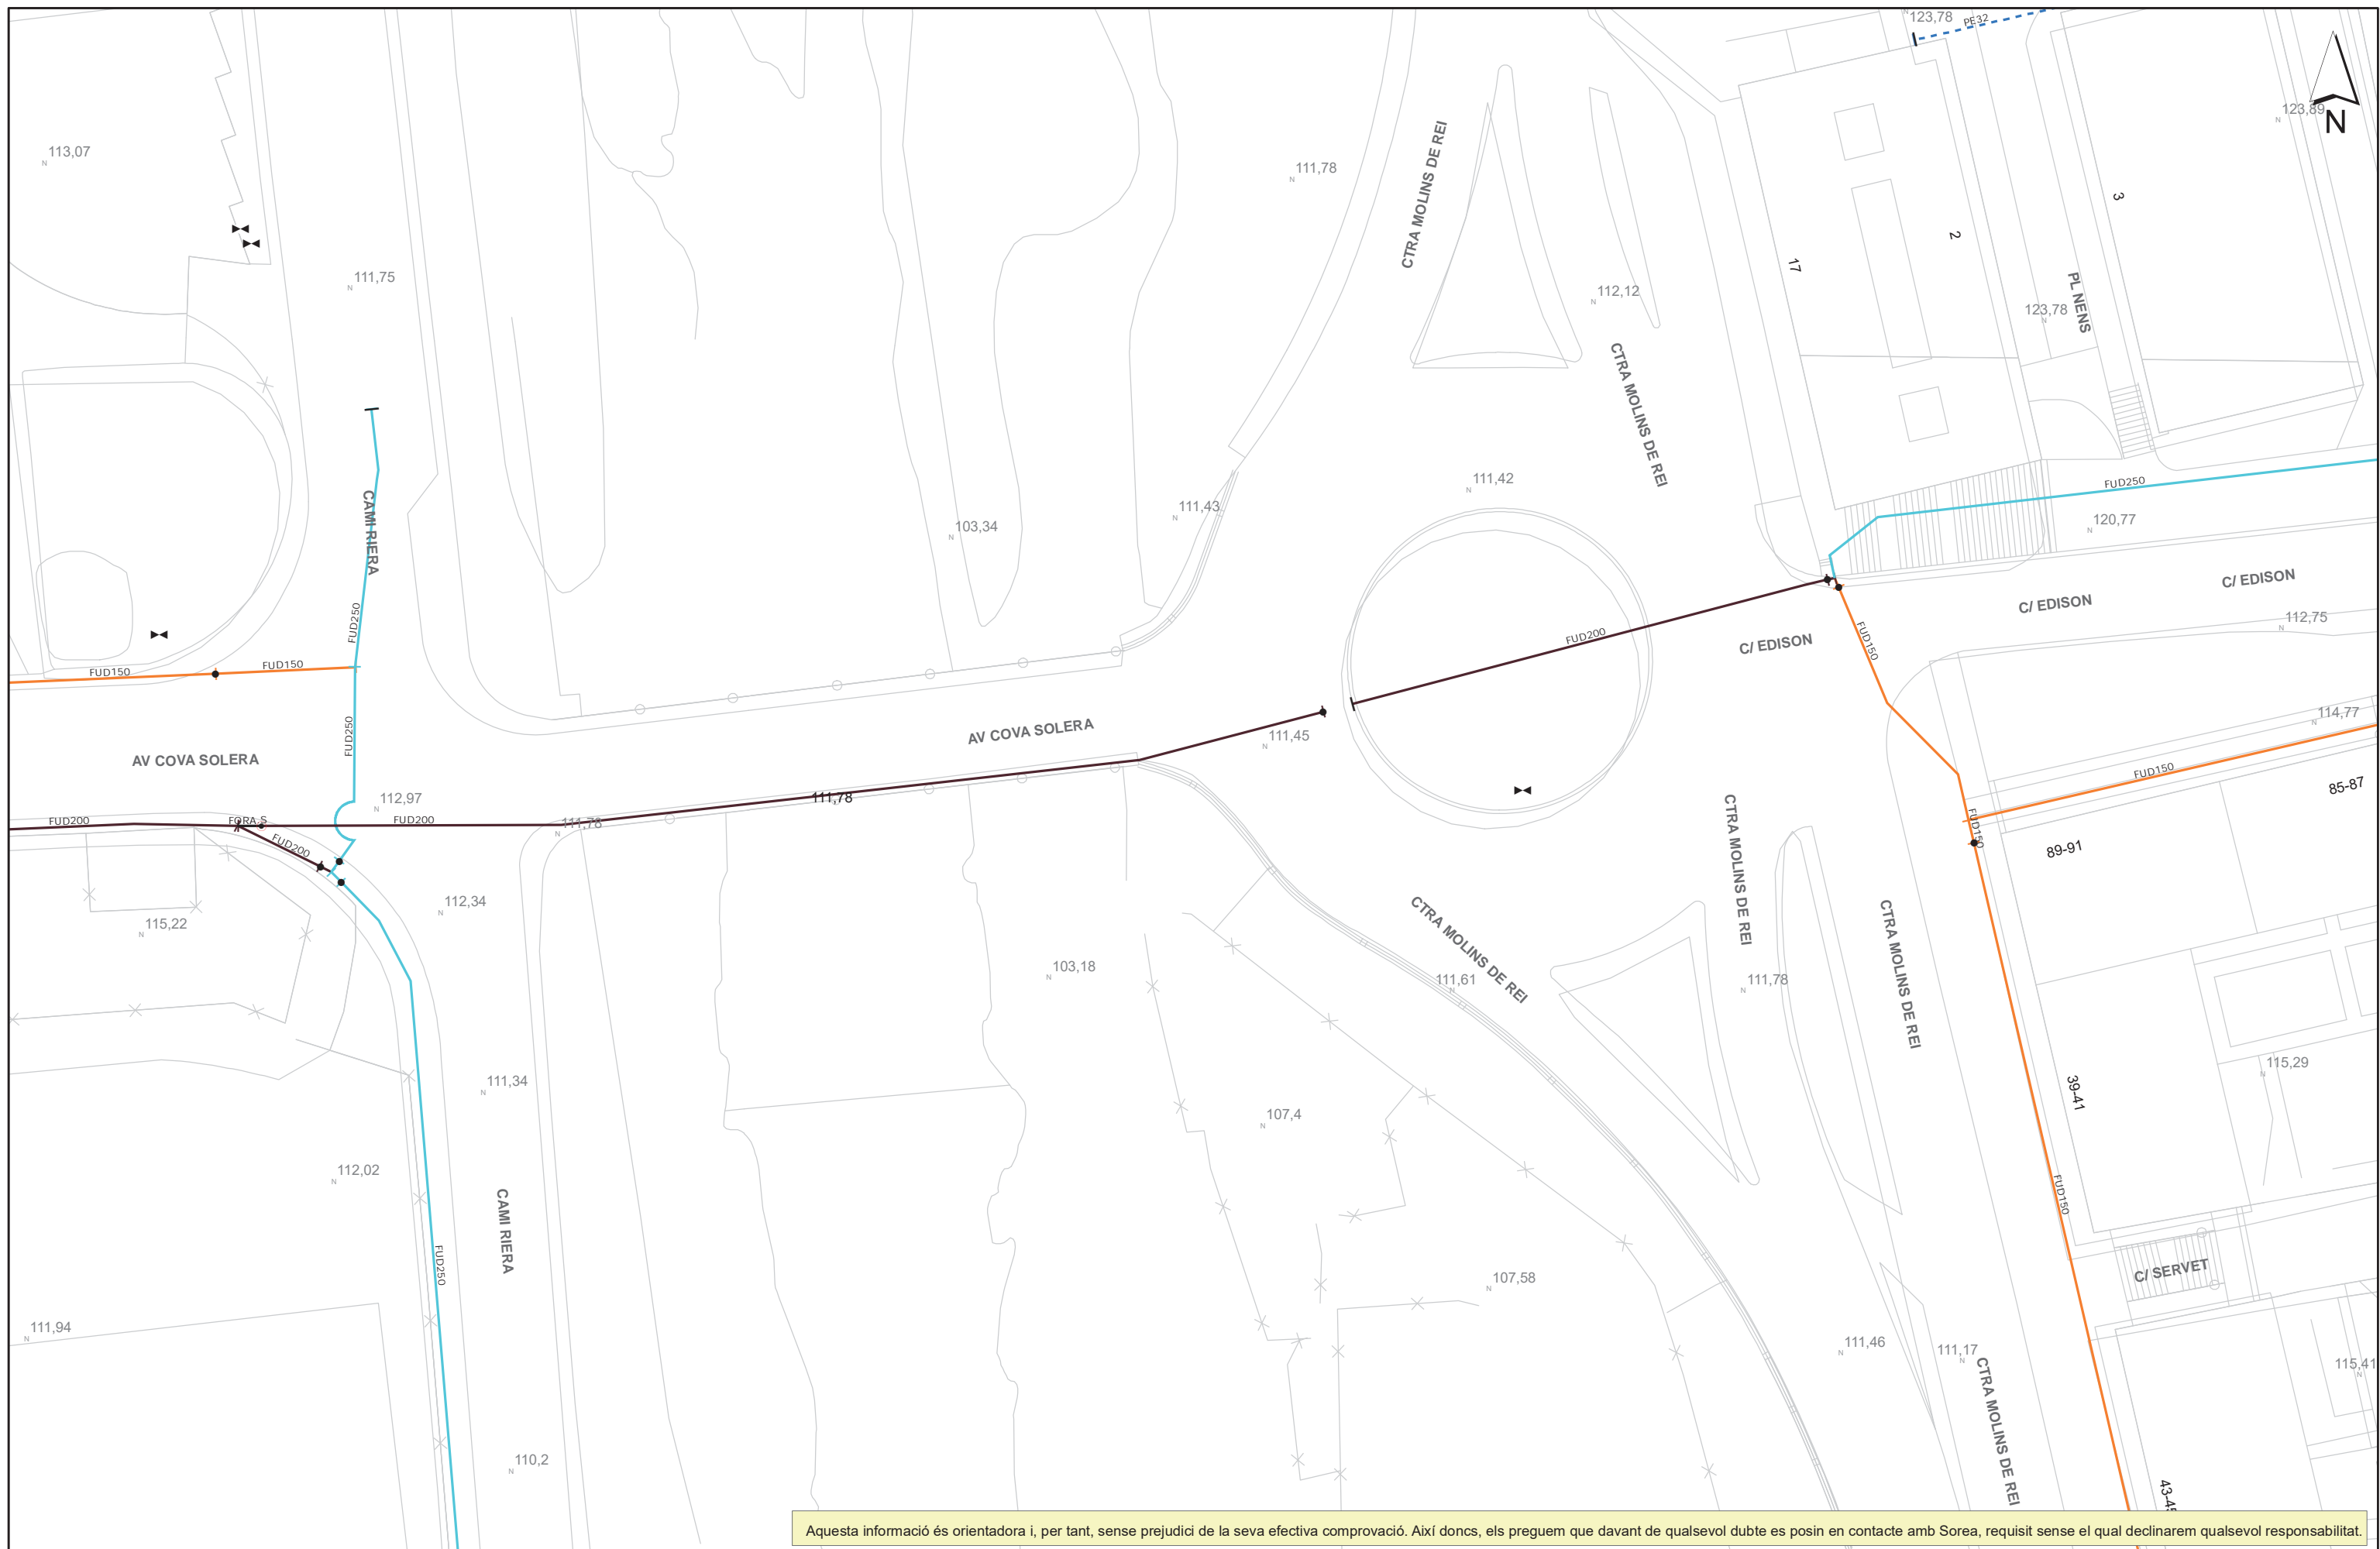 123,78
PE32
123,89
N
113,07
111,78
CTRA MOLINS DE REI
3
2
17
PL NENS
111,75
112,12
123,78
CTRA MOLINS DE REI
CAMI RIERA
111,42
FUD250
111,43
103,34
120,77
C/ EDISON
C/ EDISON
C/ EDISON
112,75
FUD250
FUD200
FUD150
FUD150
FUD150
114,77
FUD250
AV COVA SOLERA
111,45
AV COVA SOLERA
FUD150
85-87
112,97
111,78
FUD200
FORA S
FUD200
111,78
FUD150
FUD200
89-91
CTRA MOLINS DE REI
112,34
115,22
CTRA MOLINS DE REI
CTRA MOLINS DE REI
103,18
111,61
111,78
111,34
107,4
39-41
115,29
112,02
CAMI RIERA
FUD150
FUD250
107,58
C/ SERVET
111,94
111,46
111,17
115,41
CTRA MOLINS DE REI
110,2
43-45
Aquesta informació és orientadora i, per tant, sense prejudici de la seva efectiva comprovació. Així doncs, els preguem que davant de qualsevol dubte es posin en contacte amb Sorea, requisit sense el qual declinarem qualsevol responsabilitat.